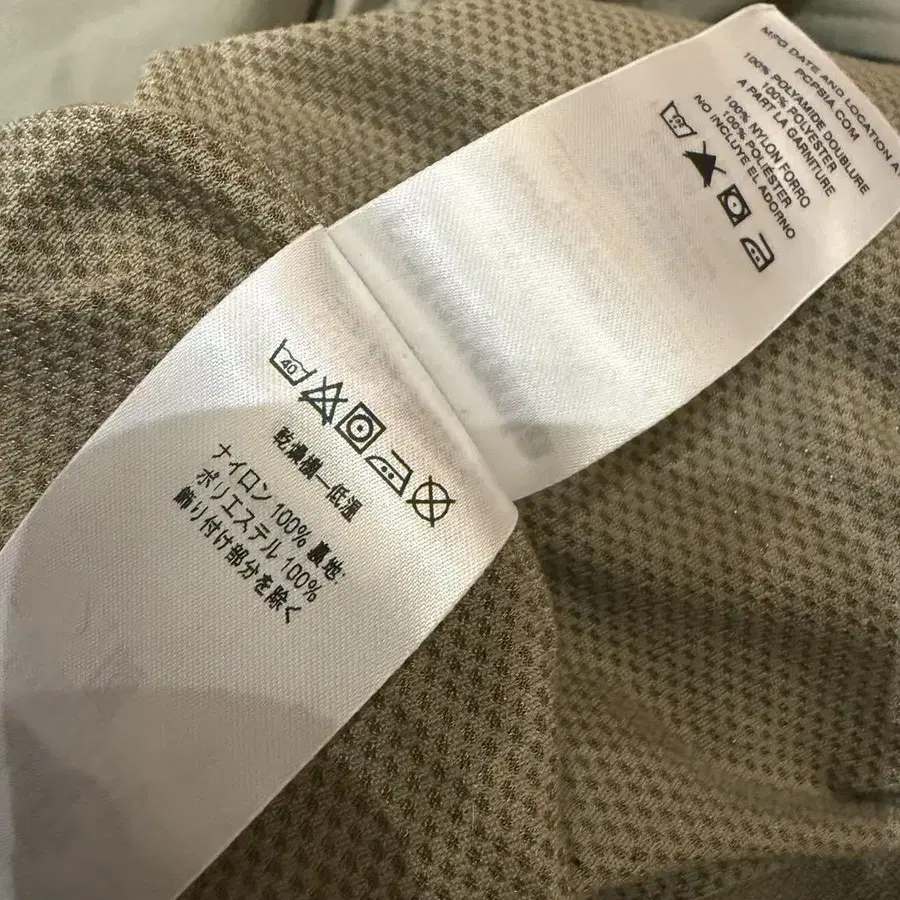 MFG DATE AND LOCATION AT
PCPSIA.COM
100% POLYAMIDE DOUBLURE
100% POLYESTER
A PART LA GARNITURE
100% NYLON FORRO
100% POLIÉSTER
NO INCLUYE EL ADORNO
40
乾燥機—低温
ナイロン 100% 裏地:
ポリエステル 100%
飾り付け部分を除く